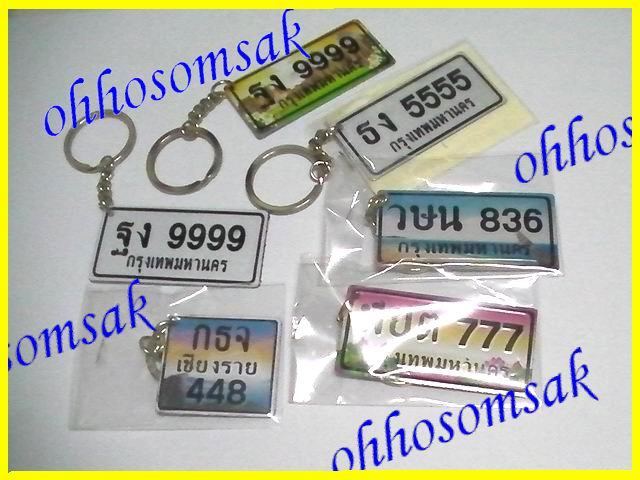 ohhosomsak
ฐง 9999
กรุงเทพมหานคร
ธง 5555
กรุงเทพมหานคร
ohhos
วษน 836
กรุงเทพมหานคร
ฐง 9999
กรุงเทพมหานคร
777
omsak
กธจ
เชียงราย
448
ohhosomsak